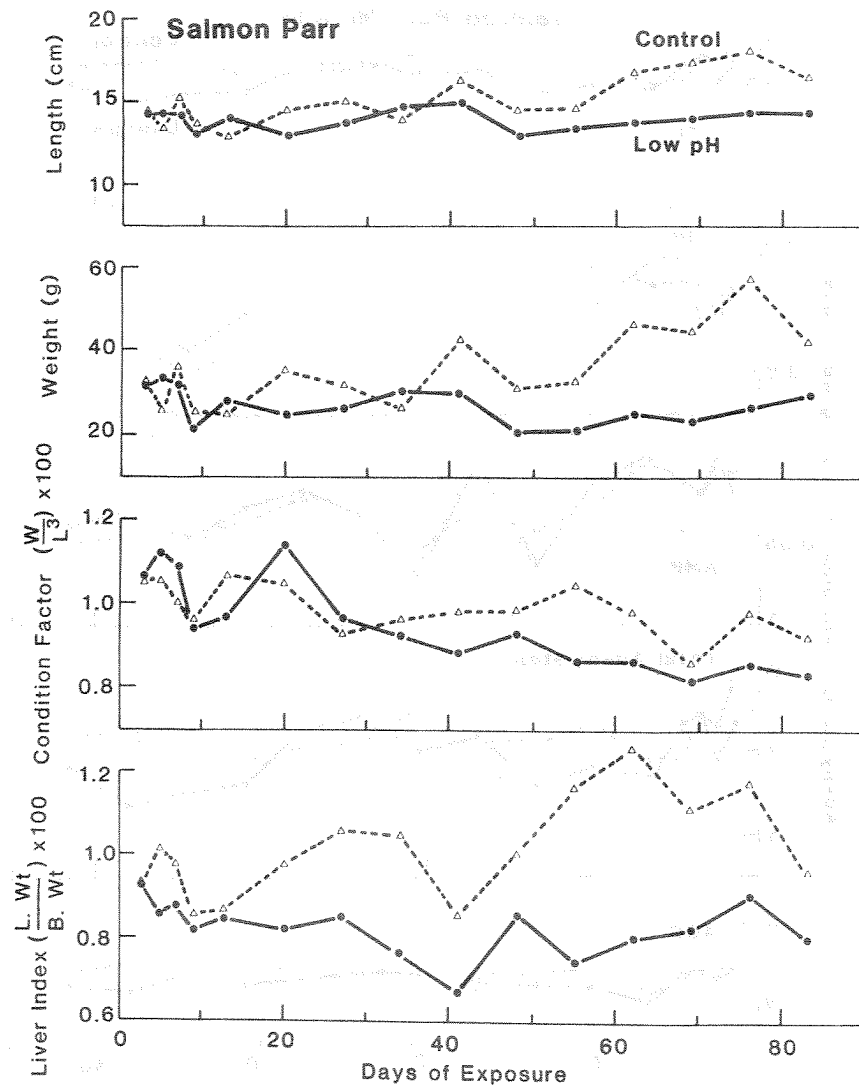 Salmon Parr
Control
Low pH
Length (cm)
20
15
10
Weight (g)
60
40
20
Condition Factor (W/L³) x100
1.2
1.0
0.8
Liver Index (L. Wt/B. Wt) x100
1.2
1.0
0.8
0.6
0 20 40 60 80
Days of Exposure